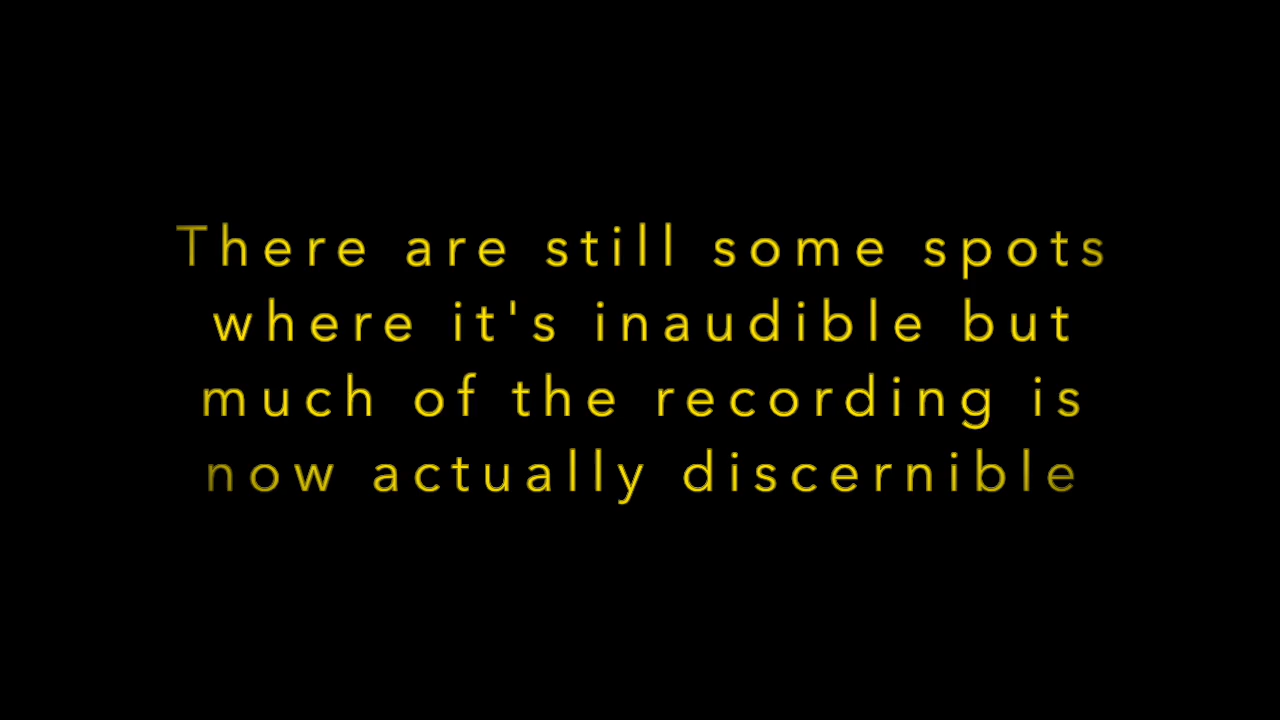 There are still some spots
where it's inaudible but
much of the recording is
now actually discernible